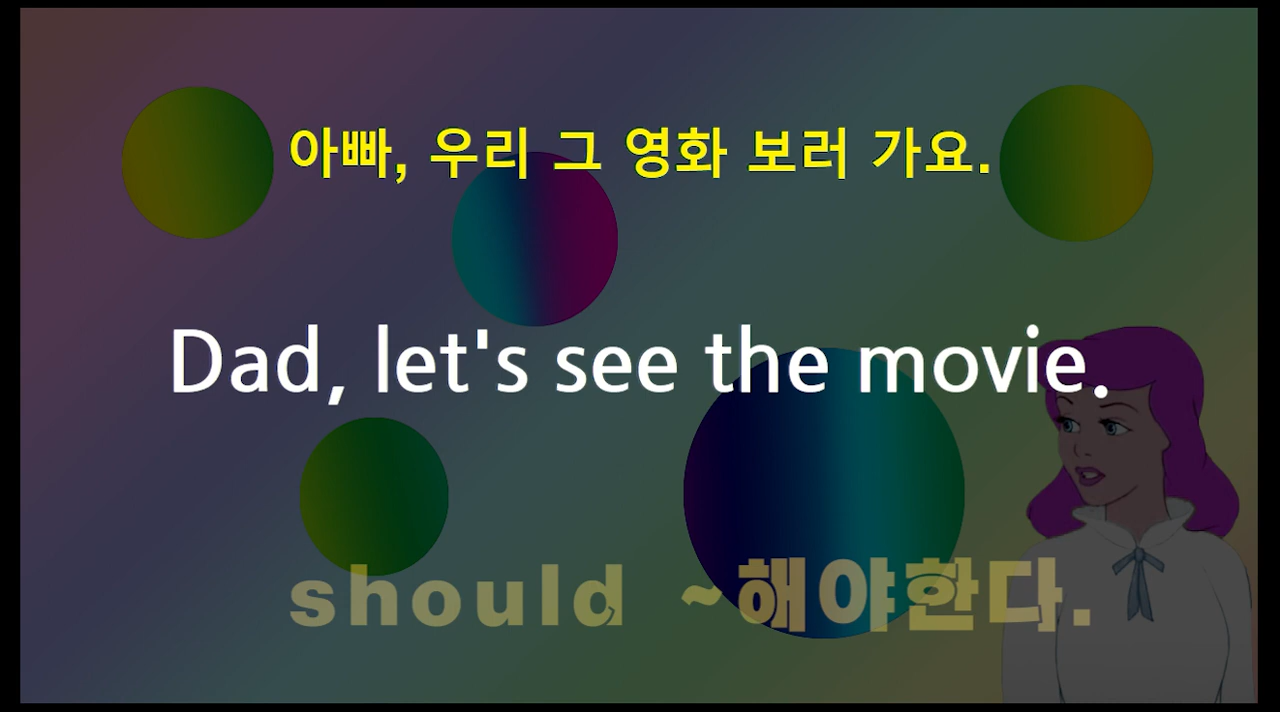 아빠, 우리 그 영화 보러 가요.
Dad, let's see the movie.
should ~해야한다.